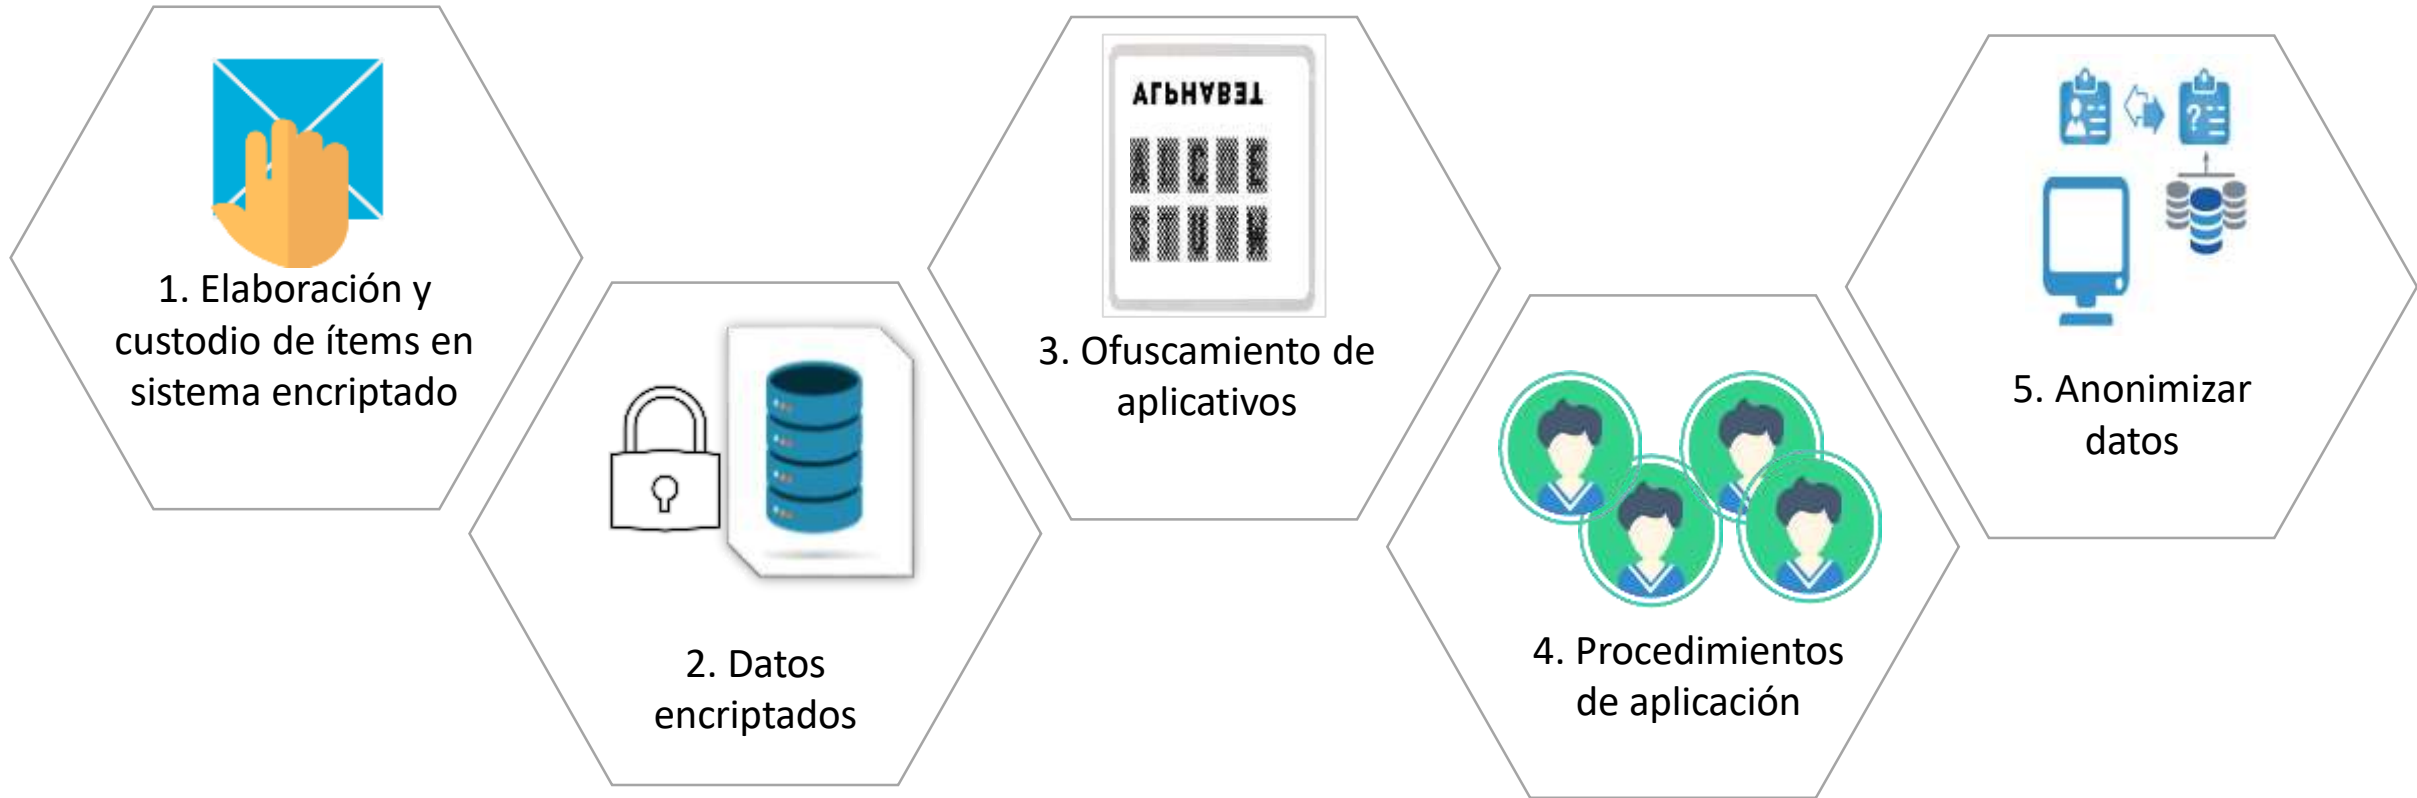 1. Elaboración y
custodio de ítems en
sistema encriptado
2. Datos
encriptados
ALPHABET
A B C D E
S T U V W
3. Ofuscamiento de
aplicativos
4. Procedimientos
de aplicación
?
5. Anonimizar
datos